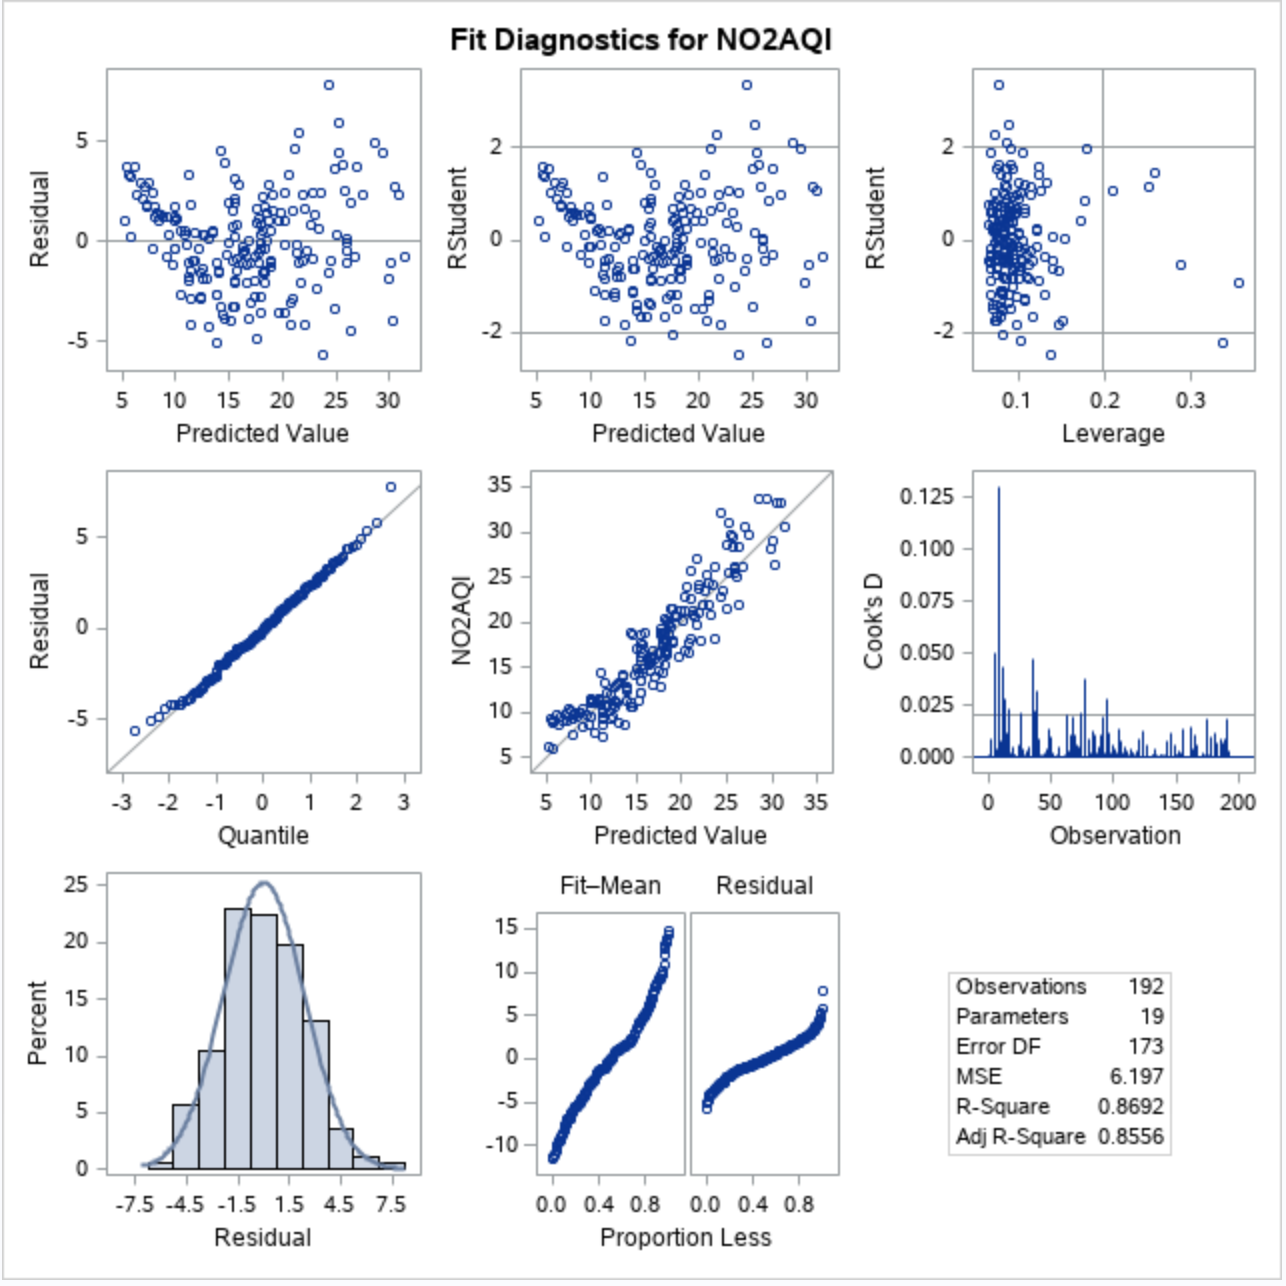 Fit Diagnostics for NO2AQI
Residual
5
0
-5
5 10 15 20 25 30
Predicted Value
RStudent
2
0
-2
5 10 15 20 25 30
Predicted Value
RStudent
2
0
-2
0.1 0.2 0.3
Leverage
Residual
5
0
-5
-3 -2 -1 0 1 2 3
Quantile
NO2AQI
35
30
25
20
15
10
5
5 10 15 20 25 30 35
Predicted Value
Cook's D
0.125
0.100
0.075
0.050
0.025
0.000
0 50 100 150 200
Observation
Percent
25
20
15
10
5
0
-7.5 -4.5 -1.5 1.5 4.5 7.5
Residual
Fit–Mean Residual
15
10
5
0
-5
-10
0.0 0.4 0.8 0.0 0.4 0.8
Proportion Less
Observations 192
Parameters 19
Error DF 173
MSE 6.197
R-Square 0.8692
Adj R-Square 0.8556